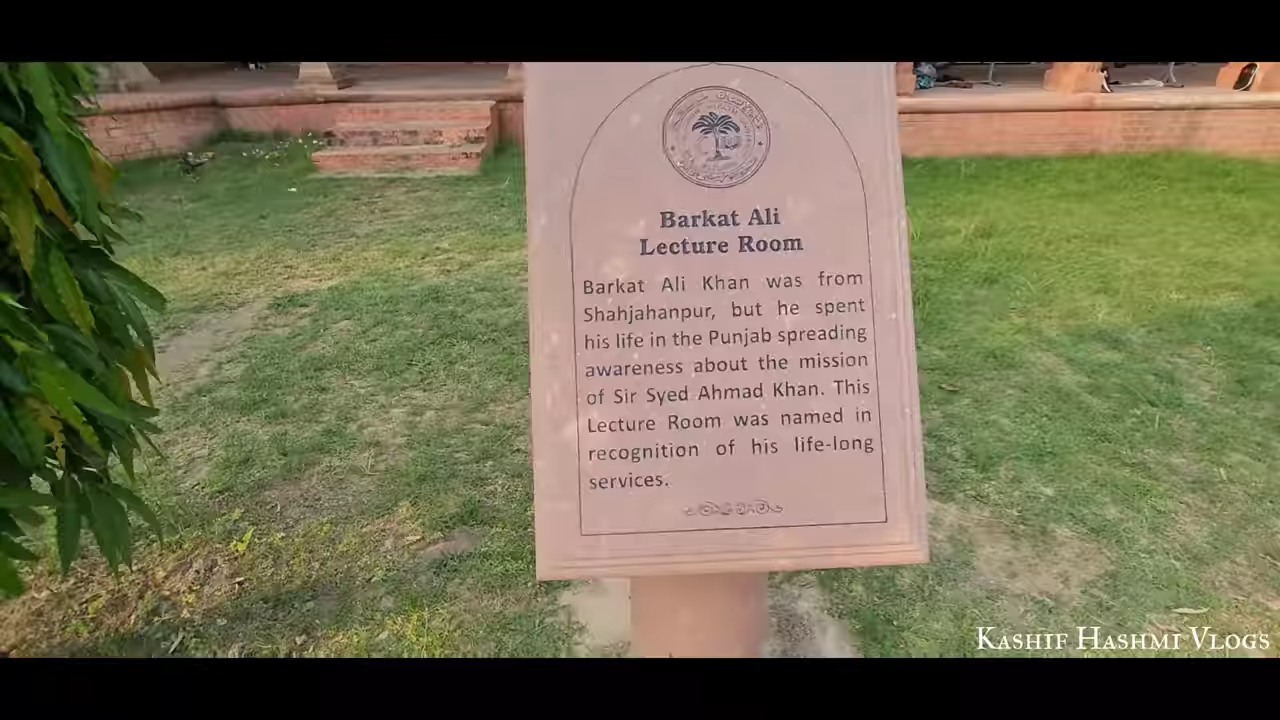 Barkat Ali
Lecture Room
Barkat Ali Khan was from
Shahjahanpur, but he spent
his life in the Punjab spreading
awareness about the mission
of Sir Syed Ahmad Khan. This
Lecture Room was named in
recognition of his life-long
services.
Kashif Hashmi Vlogs